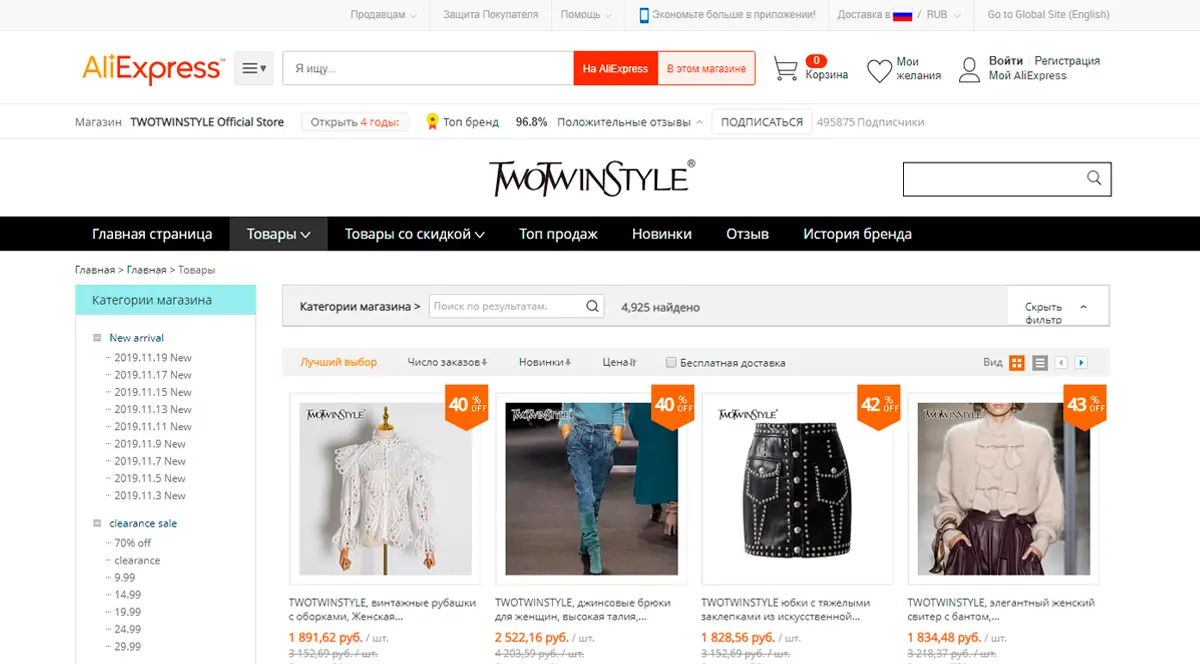 Продавцам
Защита Покупателя
Помощь
Экономьте больше в приложении!
Доставка в / RUB
Go to Global Site (English)
AliExpress™
Я ищу...
На AliExpress
В этом магазине
0
Корзина
Мои
желания
Войти Регистрация
Мой AliExpress
Магазин TWOTWINSTYLE Official Store
Открыть 4 годы:
Топ бренд
96.8% Положительные отзывы
ПОДПИСАТЬСЯ
495875 Подписчики
TWOTWINSTYLE®
Главная страница
Товары
Товары со скидкой
Топ продаж
Новинки
Отзыв
История бренда
Главная > Главная > Товары
Категории магазина
New arrival
2019.11.19 New
2019.11.17 New
2019.11.15 New
2019.11.13 New
2019.11.11 New
2019.11.9 New
2019.11.7 New
2019.11.5 New
2019.11.3 New
clearance sale
70% off
clearance
9.99
14.99
19.99
24.99
29.99
Категории магазина >
Поиск по результатам.
4,925 найдено
Скрыть
фильтр
Лучший выбор
Число заказов
Новинки
Цена
Бесплатная доставка
Вид
TWOTWINSTYLE
40 % OFF
TWOTWINSTYLE, винтажные рубашки
с оборками, Женская...
1 891,62 руб. / шт.
3 152,69 руб. / шт.
TWOTWINSTYLE
40 % OFF
TWOTWINSTYLE, джинсовые брюки
для женщин, высокая талия,...
2 522,16 руб. / шт.
4 203,59 руб. / шт.
TWOTWINSTYLE
42 % OFF
TWOTWINSTYLE юбки с тяжелыми
заклепками из искусственной...
1 828,56 руб. / шт.
3 152,69 руб. / шт.
TWOTWINSTYLE
43 % OFF
TWOTWINSTYLE, элегантный женский
свитер с бантом,...
1 834,48 руб. / шт.
3 218,37 руб. / шт.